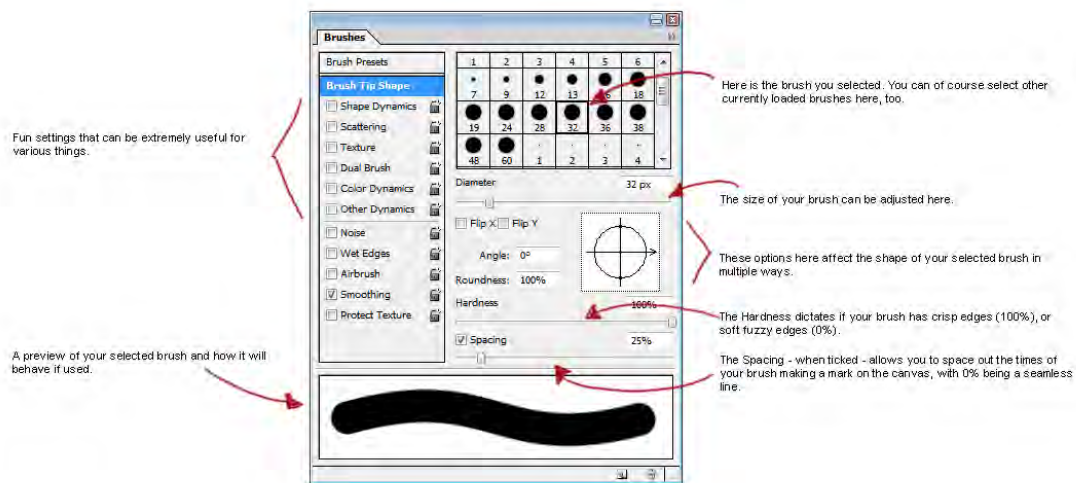 Brushes
Brush Presets
Brush Tip Shape
Shape Dynamics
Scattering
Texture
Dual Brush
Color Dynamics
Other Dynamics
Noise
Wet Edges
Airbrush
Smoothing
Protect Texture
1 2 3 4 5 6
7 9 12 13 16 18
19 24 28 32 36 38
48 60 1 2 3 4
Diameter 32 px
Flip X Flip Y
Angle: 0°
Roundness: 100%
Hardness 100%
Spacing 25%
Fun settings that can be extremely useful for
various things.
A preview of your selected brush and how it will
behave if used.
Here is the brush you selected. You can of course select other
currently loaded brushes here, too.
The size of your brush can be adjusted here.
These options here affect the shape of your selected brush in
multiple ways.
The Hardness dictates if your brush has crisp edges (100%), or
soft fuzzy edges (0%).
The Spacing - when ticked - allows you to space out the times of
your brush making a mark on the canvas, with 0% being a seamless
line.